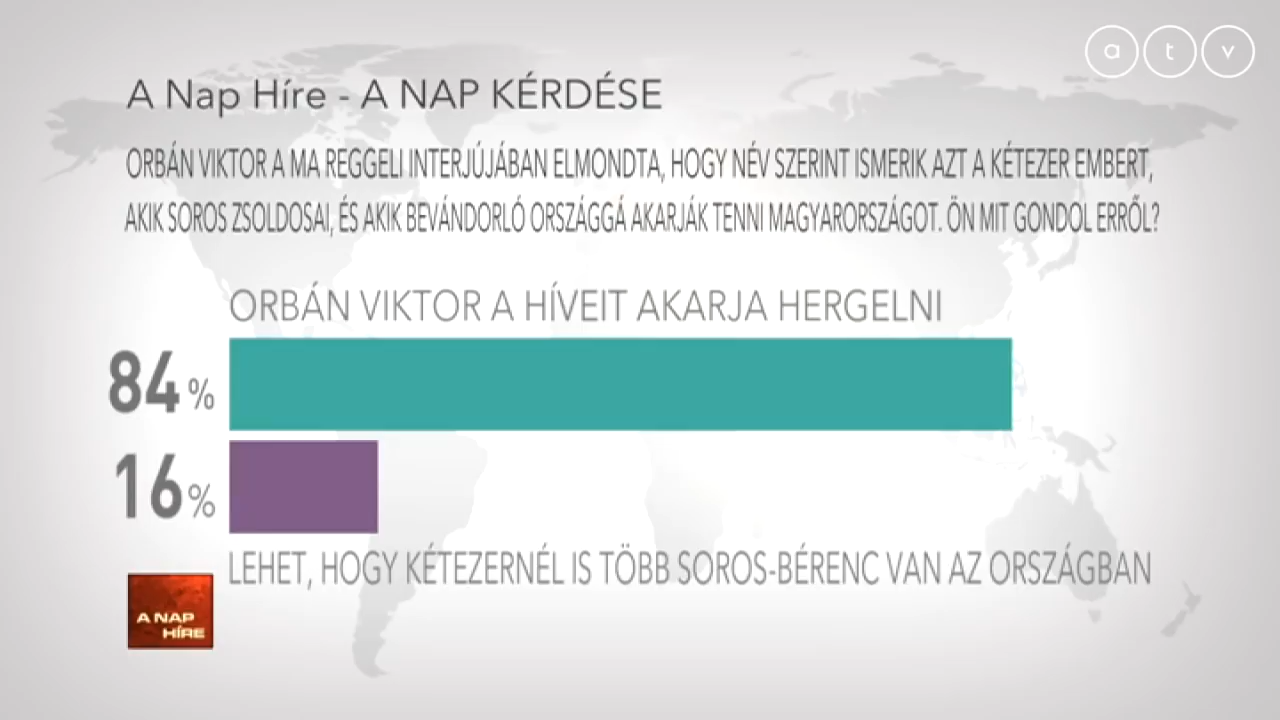 a t v
A Nap Híre - A NAP KÉRDÉSE
ORBÁN VIKTOR A MA REGGELI INTERJÚJÁBAN ELMONDTA, HOGY NÉV SZERINT ISMERIK AZT A KÉTEZER EMBERT,
AKIK SOROS ZSOLDOSAI, ÉS AKIK BEVÁNDORLÓ ORSZÁGGÁ AKARJÁK TENNI MAGYARORSZÁGOT. ÖN MIT GONDOL ERRŐL?
ORBÁN VIKTOR A HÍVEIT AKARJA HERGELNI
84 %
16 %
LEHET, HOGY KÉTEZERNÉL IS TÖBB SOROS-BÉRENC VAN AZ ORSZÁGBAN
A NAP
HÍRE